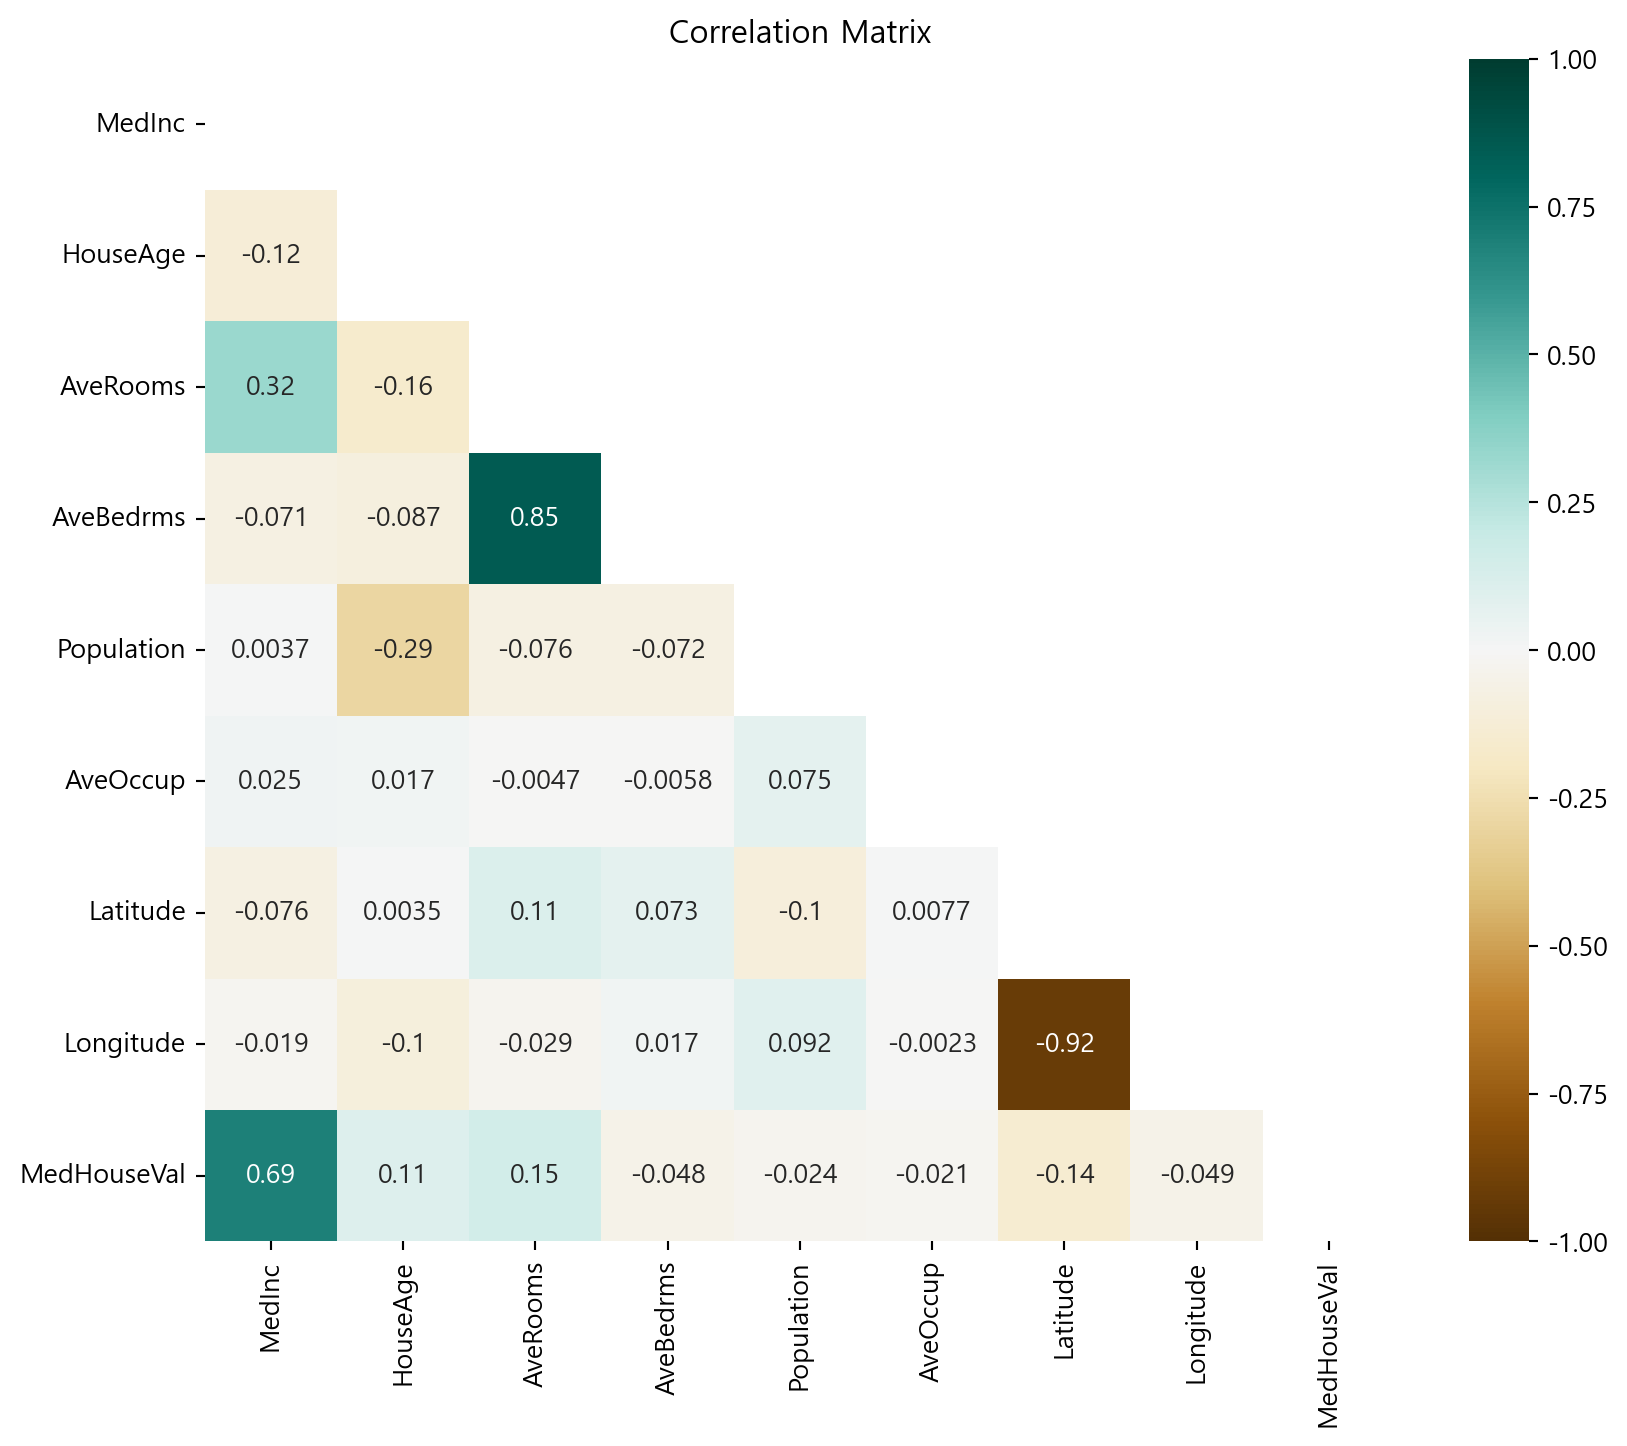 Correlation Matrix
MedInc
HouseAge -0.12
AveRooms 0.32 -0.16
AveBedrms -0.071 -0.087 0.85
Population 0.0037 -0.29 -0.076 -0.072
AveOccup 0.025 0.017 -0.0047 -0.0058 0.075
Latitude -0.076 0.0035 0.11 0.073 -0.1 0.0077
Longitude -0.019 -0.1 -0.029 0.017 0.092 -0.0023 -0.92
MedHouseVal 0.69 0.11 0.15 -0.048 -0.024 -0.021 -0.14 -0.049
MedInc
HouseAge
AveRooms
AveBedrms
Population
AveOccup
Latitude
Longitude
MedHouseVal
1.00
0.75
0.50
0.25
0.00
-0.25
-0.50
-0.75
-1.00